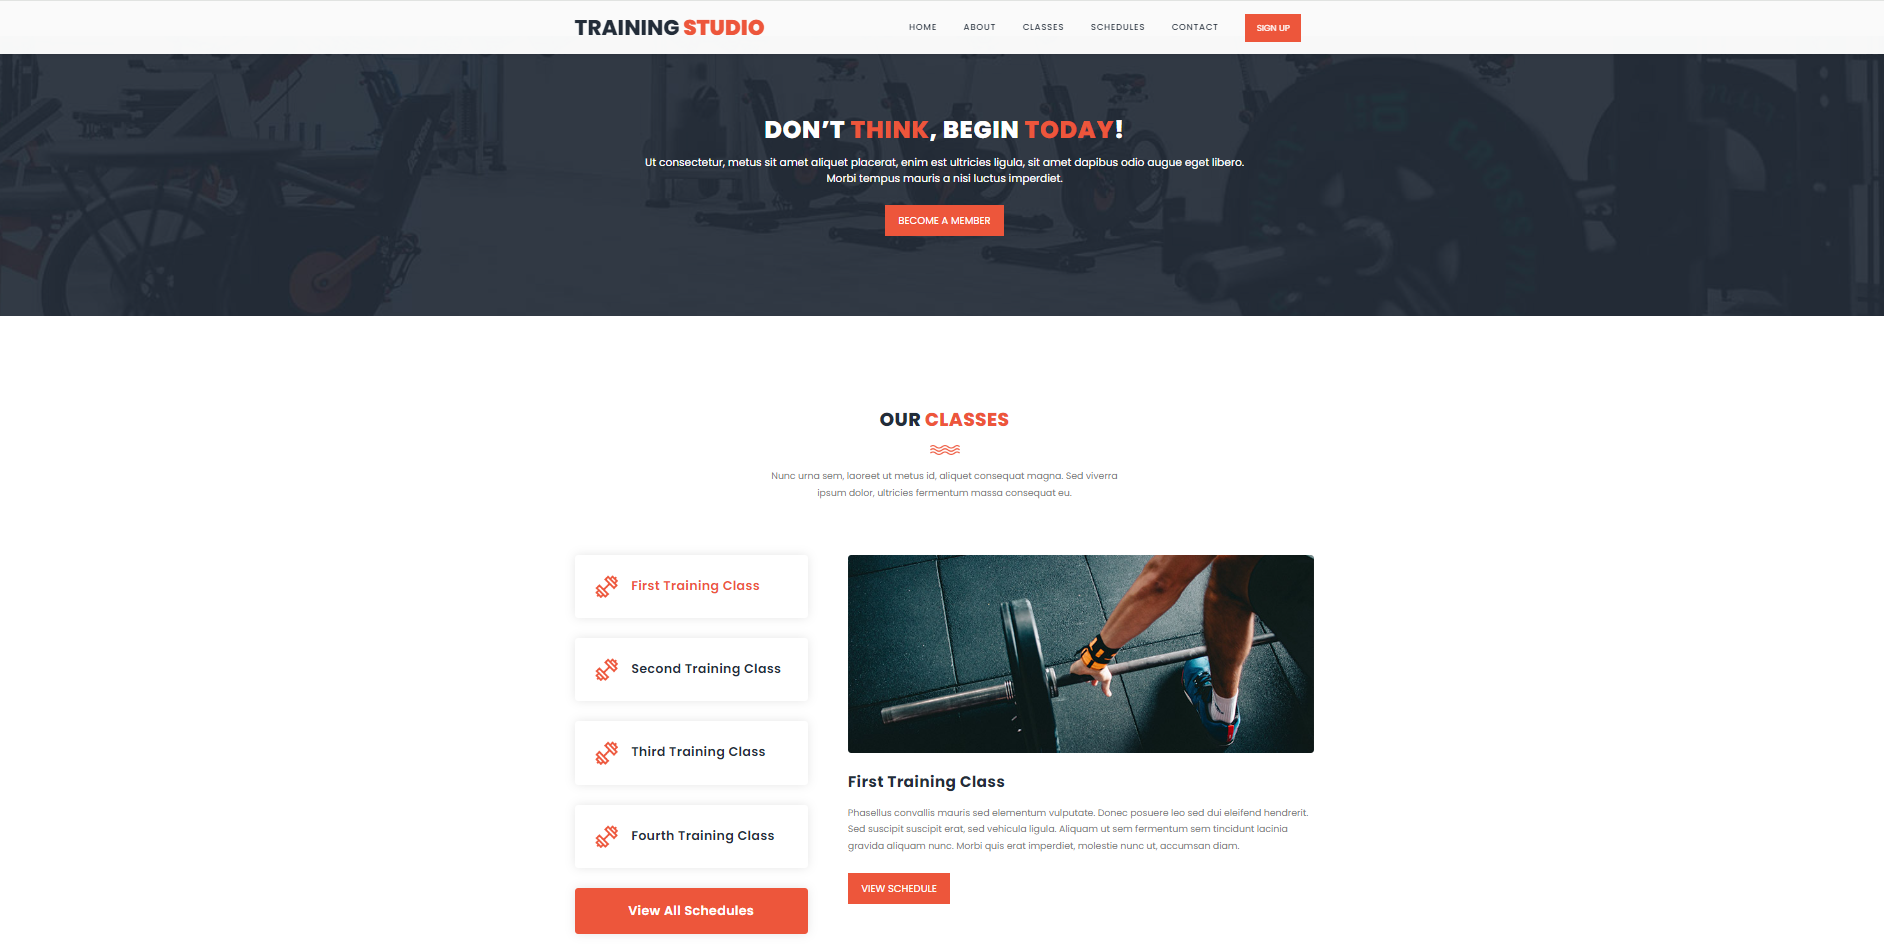 TRAINING STUDIO
HOME ABOUT CLASSES SCHEDULES CONTACT SIGN UP
DON’T THINK, BEGIN TODAY!
Ut consectetur, metus sit amet aliquet placerat, enim est ultricies ligula, sit amet dapibus odio augue eget libero.
Morbi tempus mauris a nisi luctus imperdiet.
BECOME A MEMBER
OUR CLASSES
Nunc urna sem, laoreet ut metus id, aliquet consequat magna. Sed viverra
ipsum dolor, ultricies fermentum massa consequat eu.
First Training Class
Second Training Class
Third Training Class
Fourth Training Class
View All Schedules
First Training Class
Phasellus convallis mauris sed elementum vulputate. Donec posuere leo sed dui eleifend hendrerit.
Sed suscipit suscipit erat, sed vehicula ligula. Aliquam ut sem fermentum sem tincidunt lacinia
gravida aliquam nunc. Morbi quis erat imperdiet, molestie nunc ut, accumsan diam.
VIEW SCHEDULE